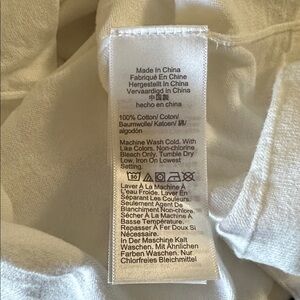 Made In China
Fabriqué En Chine
Hergestellt In China
Vervaardigd in China
中国製
hecho en china
100% Cotton/ Coton/
Baumwolle/ Katoen/ 綿/
algodón
Machine Wash Cold. With
Like Colors. Non-chlorine
Bleach Only. Tumble Dry
Low. Iron On Lowest
Setting.
30
Laver À La Machine À
L'eau Froide. Laver En
Séparant Les Couleurs.
Seulement Agent De
Blanchiment Non-chloré.
Sécher À La Machine À
Basse Température.
Repasser À Fer Doux Si
Nécessaire.
In Der Maschine Kalt
Waschen. Mit Ähnlichen
Farben Waschen. Nur
Chlorfreies Bleichmittel